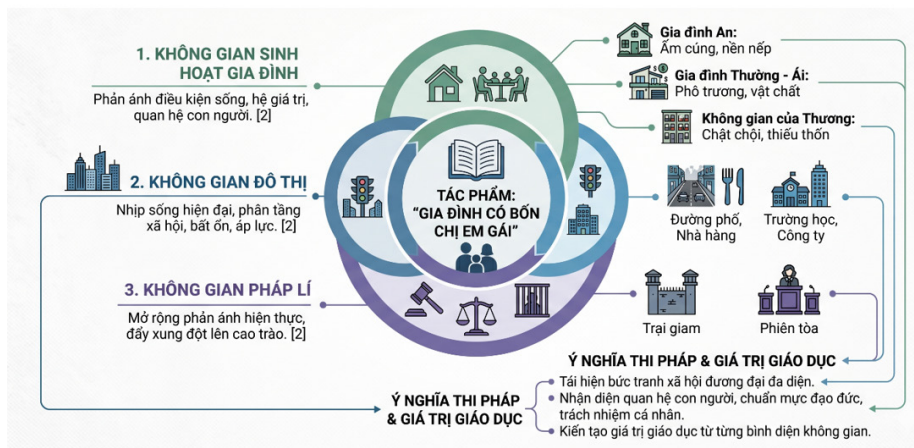 1. KHÔNG GIAN SINH
HOẠT GIA ĐÌNH
Phản ánh điều kiện sống, hệ giá trị,
quan hệ con người. [2]
2. KHÔNG GIAN ĐÔ THỊ
Nhịp sống hiện đại, phân tầng
xã hội, bất ổn, áp lực. [2]
3. KHÔNG GIAN PHÁP LÍ
Mở rộng phản ánh hiện thực,
đẩy xung đột lên cao trào. [2]
TÁC PHẨM:
“GIA ĐÌNH CÓ BỐN
CHỊ EM GÁI”
Gia đình An:
Ấm cúng, nền nếp
$ $
Gia đình Thường - Ái:
Phô trương, vật chất
Không gian của Thương:
Chật chội, thiếu thốn
Đường phố,
Nhà hàng
Trường học,
Công ty
Trại giam
Phiên tòa
Ý NGHĨA THI PHÁP & GIÁ TRỊ GIÁO DỤC
Ý NGHĨA THI PHÁP
& GIÁ TRỊ GIÁO DỤC
Tái hiện bức tranh xã hội đương đại đa diện.
Nhận diện quan hệ con người, chuẩn mực đạo đức,
trách nhiệm cá nhân.
Kiến tạo giá trị giáo dục từ từng bình diện không gian.